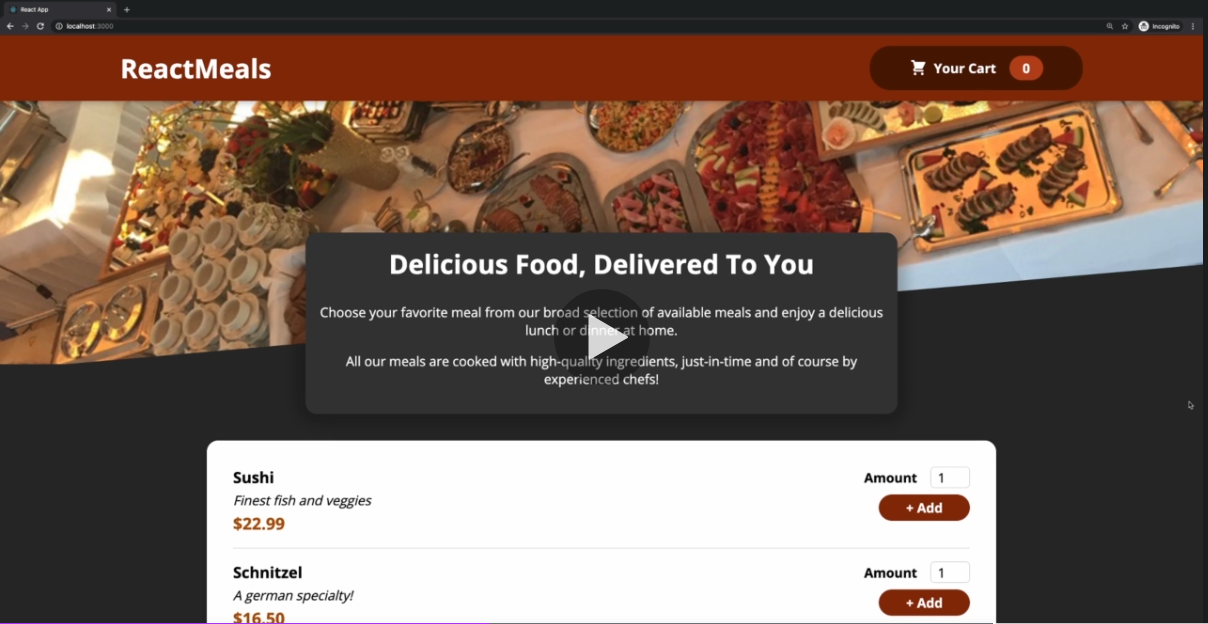 React App
localhost:3000
Incognito
ReactMeals
Your Cart 0
Delicious Food, Delivered To You
Choose your favorite meal from our broad selection of available meals and enjoy a delicious
lunch or dinner at home.
All our meals are cooked with high-quality ingredients, just-in-time and of course by
experienced chefs!
Sushi
Amount 1
Finest fish and veggies
+ Add
$22.99
Schnitzel
Amount 1
A german specialty!
+ Add
$16.50